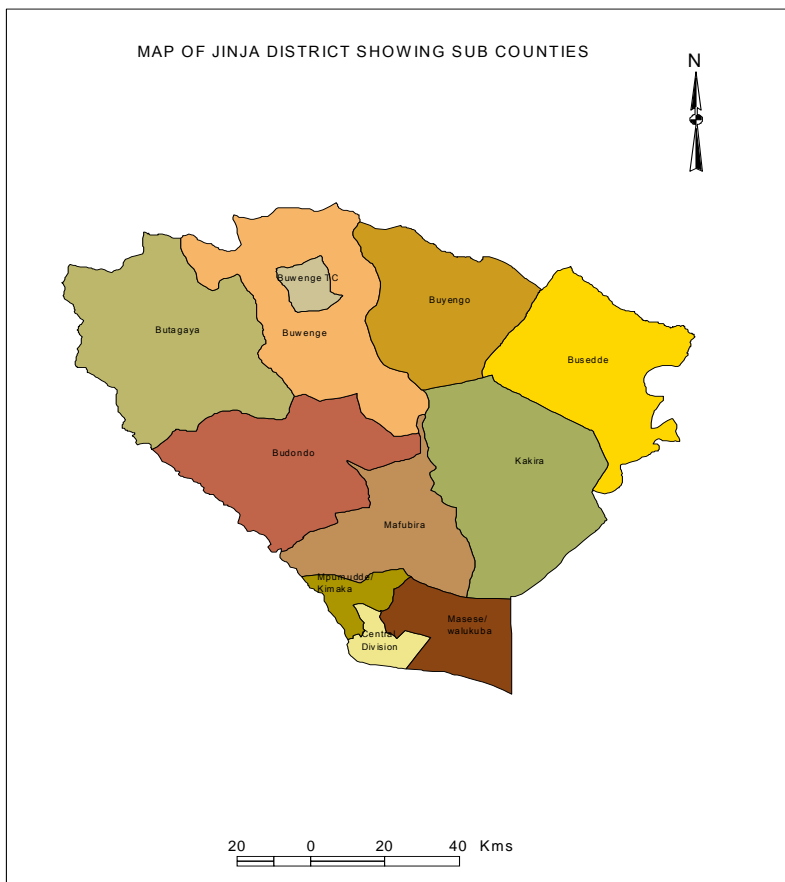 MAP OF JINJA DISTRICT SHOWING SUB COUNTIES
N
Buwenge TC
Buyengo
Butagaya
Buwenge
Busedde
Budondo
Kakira
Mafubira
Mpumudde/
Kimaka
Masese/
walukuba
Central
Division
20 0 20 40 Kms